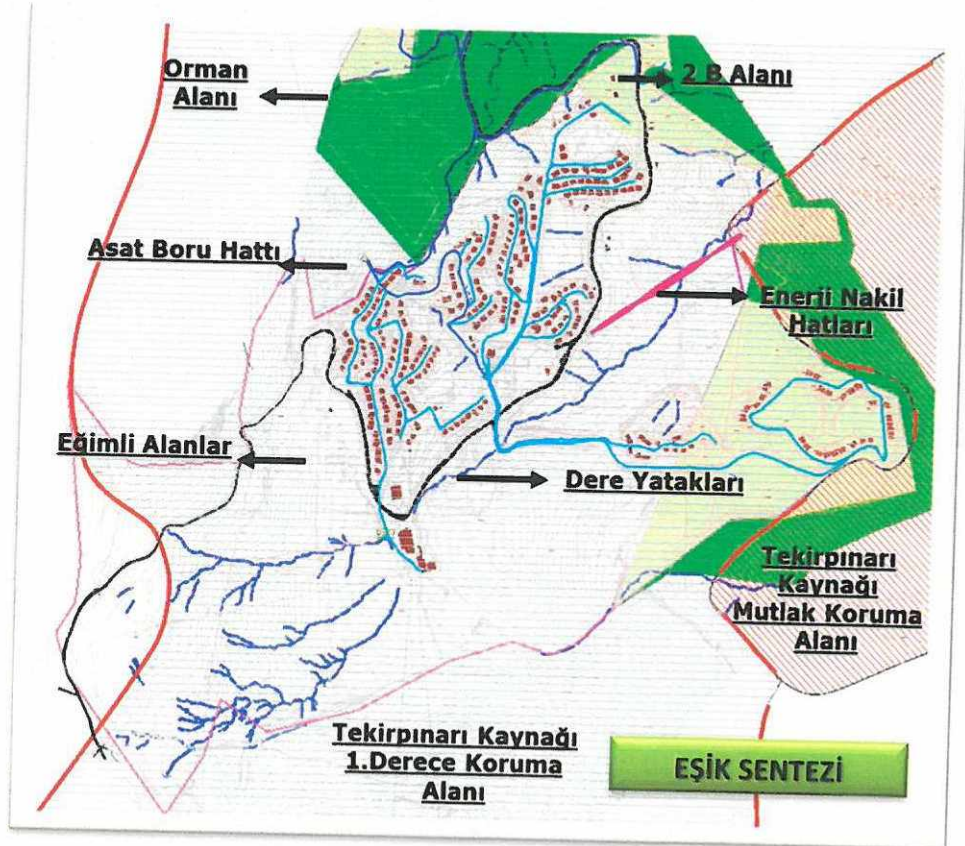 Orman
Alanı
2 B Alanı
Asat Boru Hattı
Enerji Nakil
Hatları
Eğimli Alanlar
Dere Yatakları
Tekirpınarı
Kaynağı
Mutlak Koruma
Alanı
Tekirpınarı Kaynağı
1.Derece Koruma
Alanı
EŞİK SENTEZİ